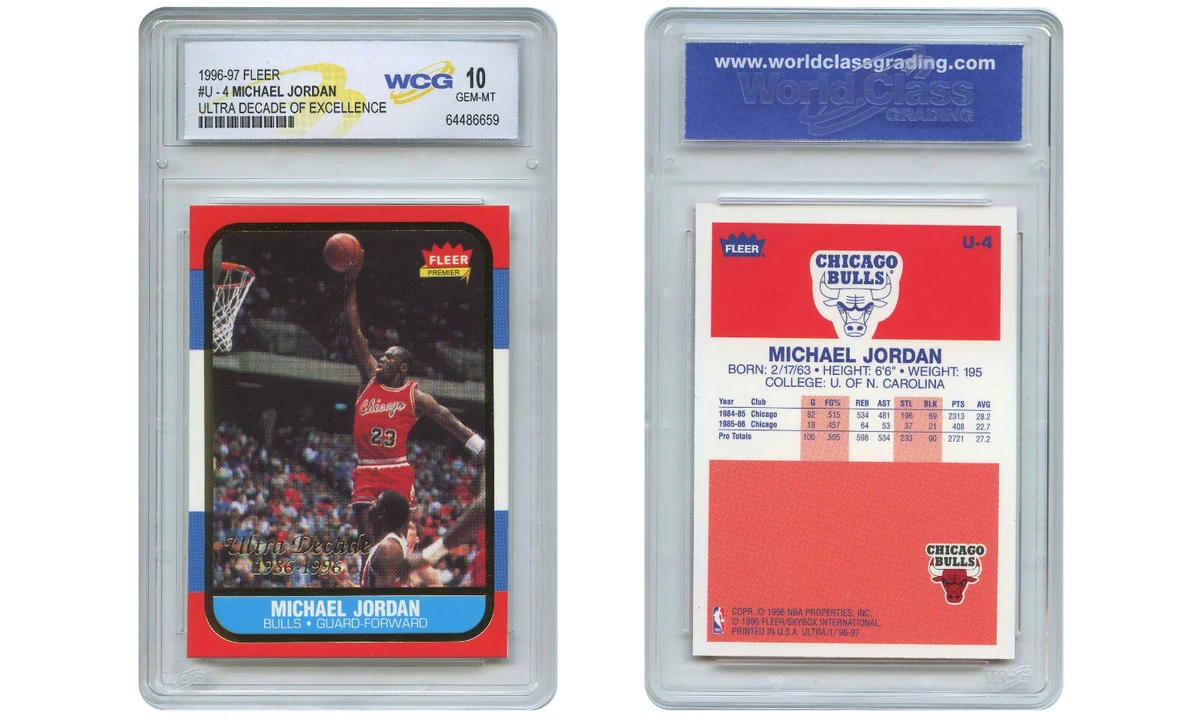 1996-97 FLEER
#U - 4 MICHAEL JORDAN
ULTRA DECADE OF EXCELLENCE
WCG 10
GEM-MT
64486659
FLEER
PREMIER
Chicago
23
Ultra Decade
1986-1996
MICHAEL JORDAN
BULLS • GUARD-FORWARD
WCG
www.worldclassgrading.com
World Class
GRADING
FLEER
U-4
CHICAGO
BULLS
MICHAEL JORDAN
BORN: 2/17/63 • HEIGHT: 6'6" • WEIGHT: 195
COLLEGE: U. OF N. CAROLINA
Year Club G FG% REB AST STL BLK PTS AVG
1984-85 Chicago 82 .515 534 481 196 69 2313 28.2
1985-86 Chicago 18 .457 64 53 37 21 408 22.7
Pro Totals 100 .505 598 534 233 90 2721 27.2
CHICAGO
BULLS
COPR. © 1996 NBA PROPERTIES, INC.
© 1996 FLEER/SKYBOX INTERNATIONAL.
PRINTED IN U.S.A. ULTRA/1/'96-97
WCG